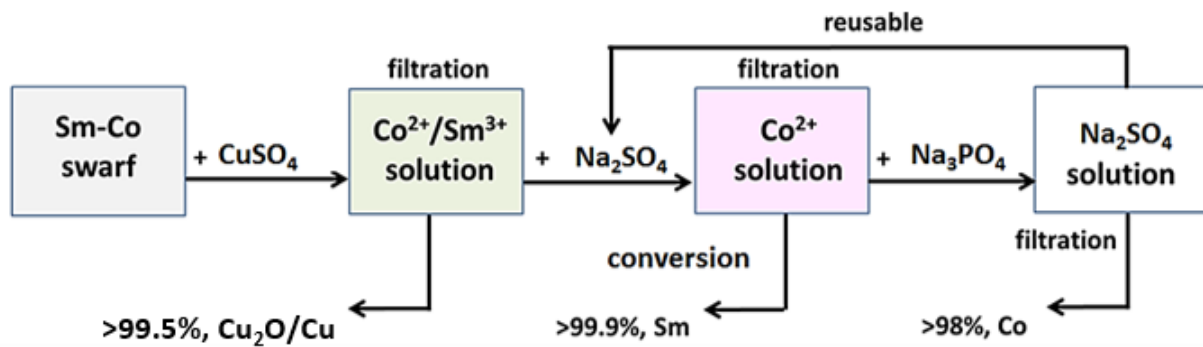 reusable
filtration
filtration
Sm-Co
swarf
+ CuSO₄
Co²⁺/Sm³⁺
solution
+ Na₂SO₄
Co²⁺
solution
+ Na₃PO₄
Na₂SO₄
solution
conversion
filtration
>99.5%, Cu₂O/Cu
>99.9%, Sm
>98%, Co